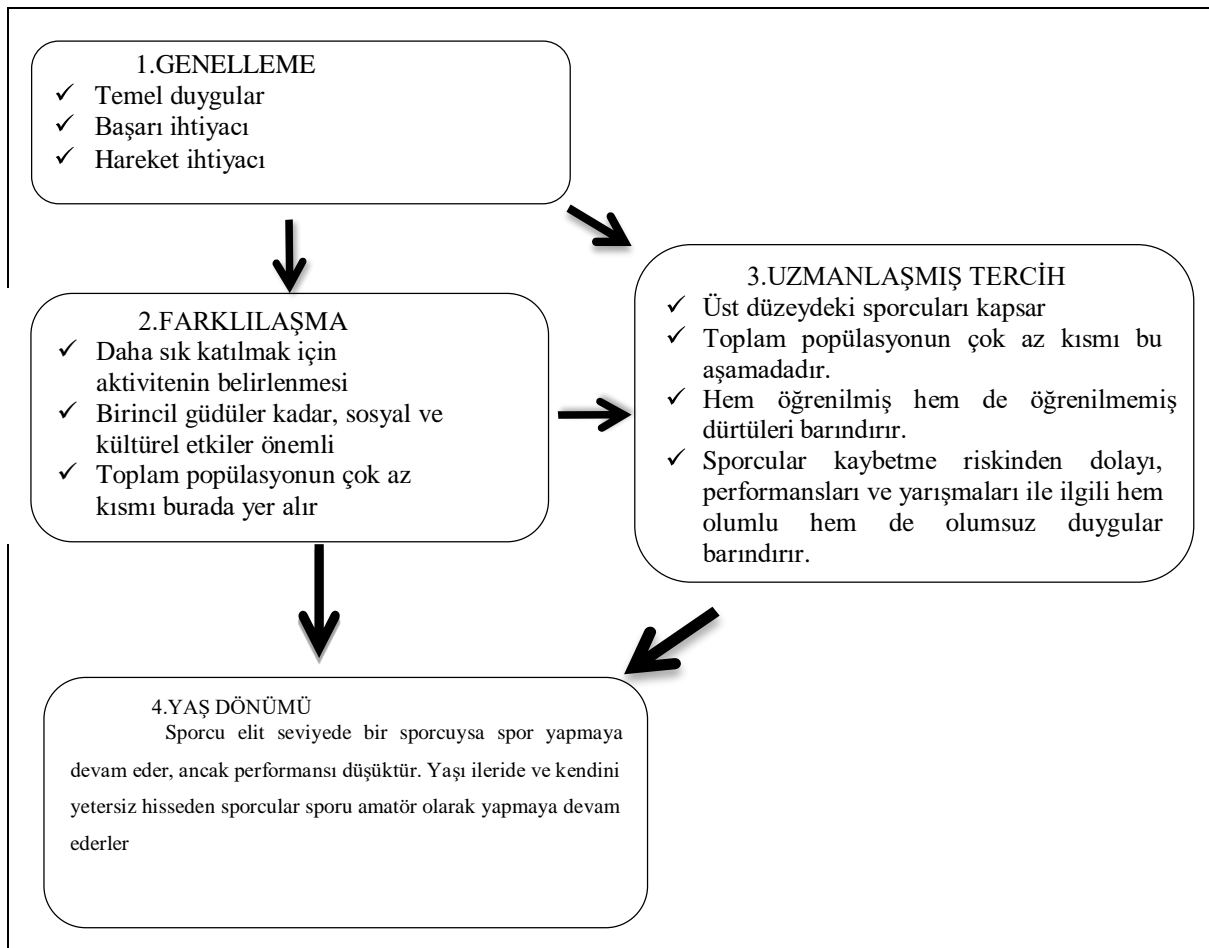 1.GENELLEME
✓ Temel duygular
✓ Başarı ihtiyacı
✓ Hareket ihtiyacı
2.FARKLILAŞMA
✓ Daha sık katılmak için
aktivitenin belirlenmesi
✓ Birincil güdüler kadar, sosyal ve
kültürel etkiler önemli
✓ Toplam popülasyonun çok az
kısmı burada yer alır
3.UZMANLAŞMIŞ TERCİH
✓ Üst düzeydeki sporcuları kapsar
✓ Toplam popülasyonun çok az kısmı bu
aşamadadır.
✓ Hem öğrenilmiş hem de öğrenilmemiş
dürtüleri barındırır.
✓ Sporcular kaybetme riskinden dolayı,
performansları ve yarışmaları ile ilgili hem
olumlu hem de olumsuz duygular
barındırır.
4.YAŞ DÖNÜMÜ
Sporcu elit seviyede bir sporcuysa spor yapmaya
devam eder, ancak performansı düşüktür. Yaşı ileride ve kendini
yetersiz hisseden sporcular sporu amatör olarak yapmaya devam
ederler